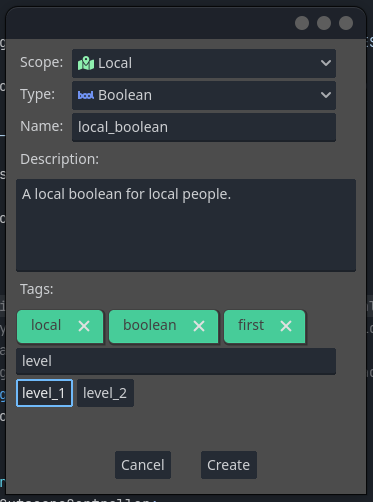 Scope: Local
Type: bool Boolean
Name: local_boolean
Description:
A local boolean for local people.
Tags:
local boolean first
level
level_1 level_2
Cancel Create